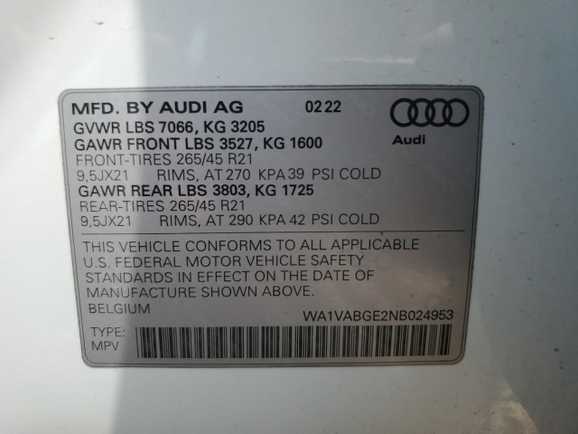 MFD. BY AUDI AG 02 22
GVWR LBS 7066, KG 3205
GAWR FRONT LBS 3527, KG 1600
FRONT-TIRES 265/45 R21
9,5JX21 RIMS, AT 270 KPA 39 PSI COLD
GAWR REAR LBS 3803, KG 1725
REAR-TIRES 265/45 R21
9,5JX21 RIMS, AT 290 KPA 42 PSI COLD
Audi
THIS VEHICLE CONFORMS TO ALL APPLICABLE
U.S. FEDERAL MOTOR VEHICLE SAFETY
STANDARDS IN EFFECT ON THE DATE OF
MANUFACTURE SHOWN ABOVE.
BELGIUM WA1VABGE2NB024953
TYPE:
MPV